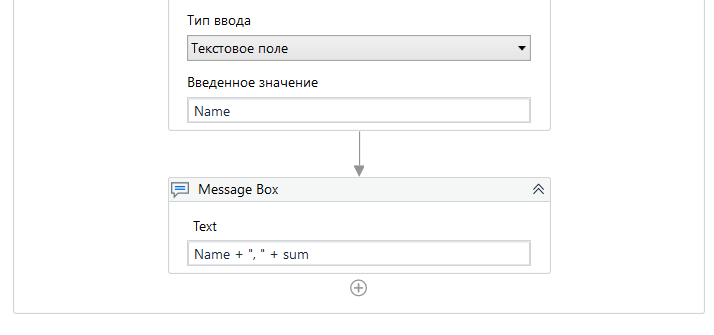 Тип ввода
Текстовое поле
Введенное значение
Name
Message Box
Text
Name + ", " + sum